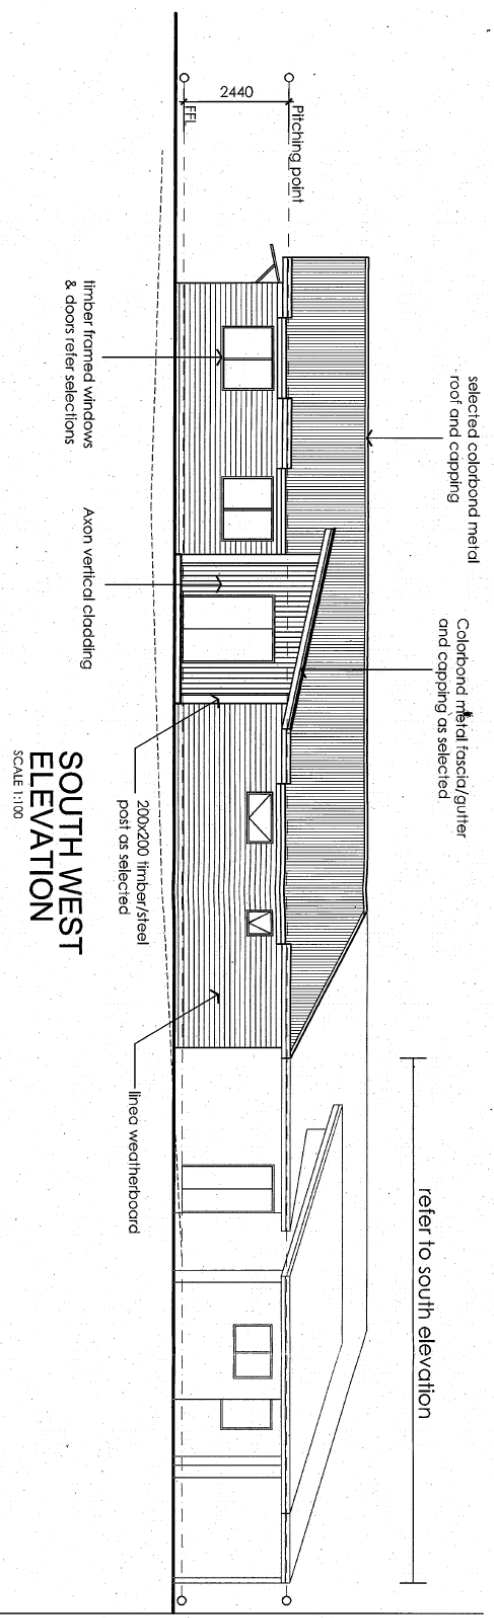 2440
FFL
Pitching point
selected colorbond metal
roof and capping
Colorbond metal fascia/gutter
and capping as selected
refer to south elevation
timber framed windows
& doors refer selections
Axon vertical cladding
200x200 timber/steel
post as selected
linea weatherboard
SOUTH WEST
ELEVATION
SCALE 1:100